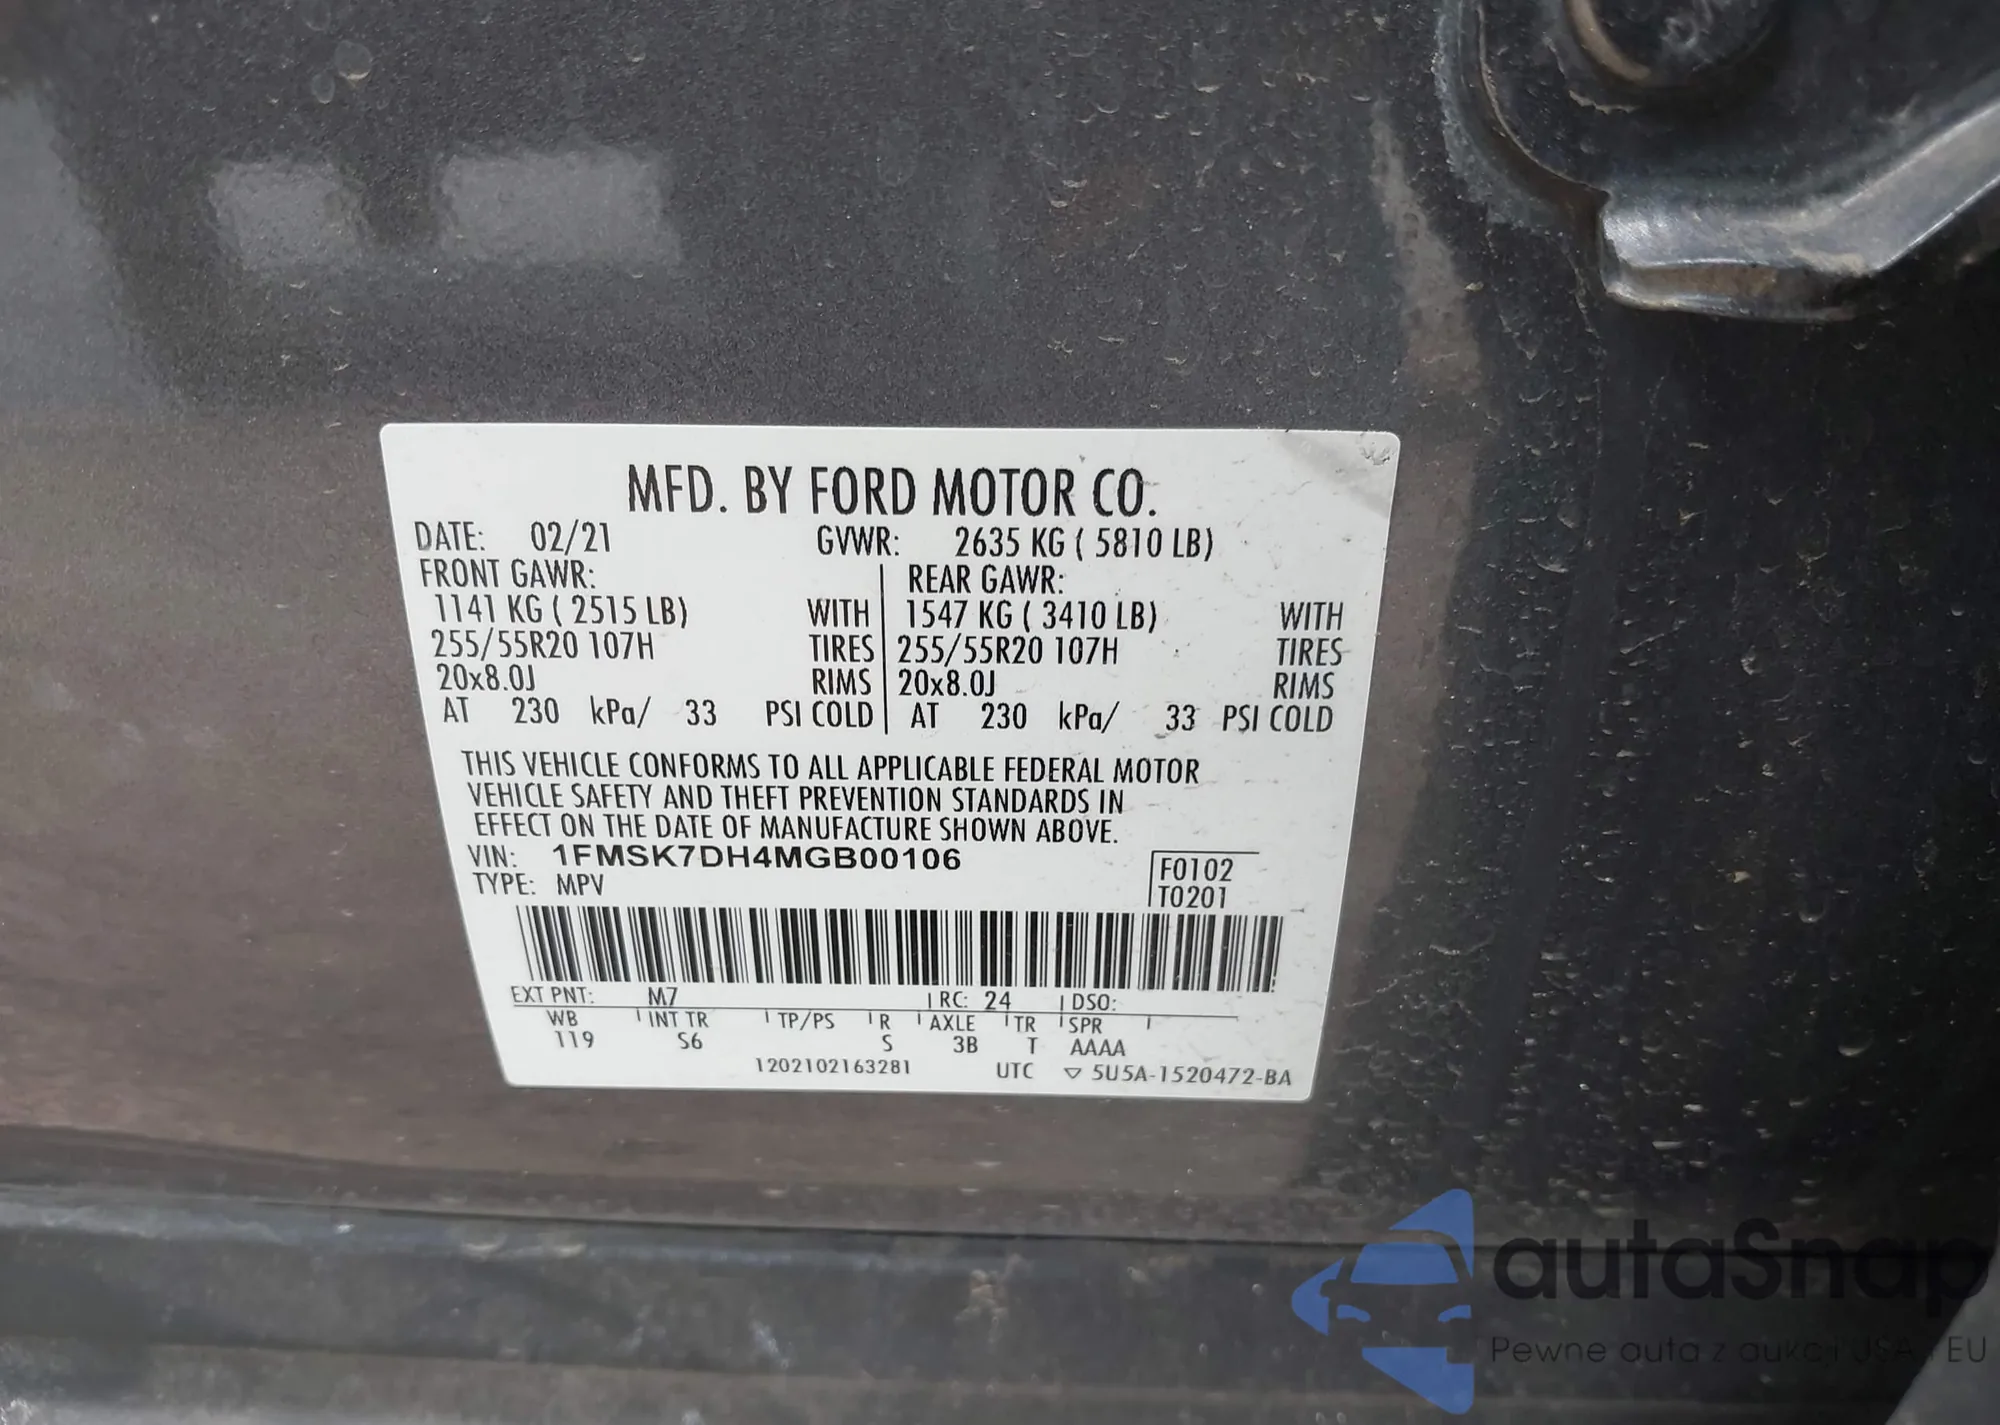 MFD. BY FORD MOTOR CO.
DATE: 02/21 GVWR: 2635 KG ( 5810 LB)
FRONT GAWR: REAR GAWR:
1141 KG ( 2515 LB) WITH 1547 KG ( 3410 LB) WITH
255/55R20 107H TIRES 255/55R20 107H TIRES
20x8.0J RIMS 20x8.0J RIMS
AT 230 kPa/ 33 PSI COLD AT 230 kPa/ 33 PSI COLD
THIS VEHICLE CONFORMS TO ALL APPLICABLE FEDERAL MOTOR
VEHICLE SAFETY AND THEFT PREVENTION STANDARDS IN
EFFECT ON THE DATE OF MANUFACTURE SHOWN ABOVE.
VIN: 1FMSK7DH4MGB00106
TYPE: MPV
F0102
T0201
EXT PNT: M7 RC: 24 DSO:
WB INT TR TP/PS R AXLE TR SPR
119 S6 S 3B T AAAA
1202102163281 UTC ▽ 5U5A-1520472-BA
autaSnap
Pewne auta z aukcji USA i EU